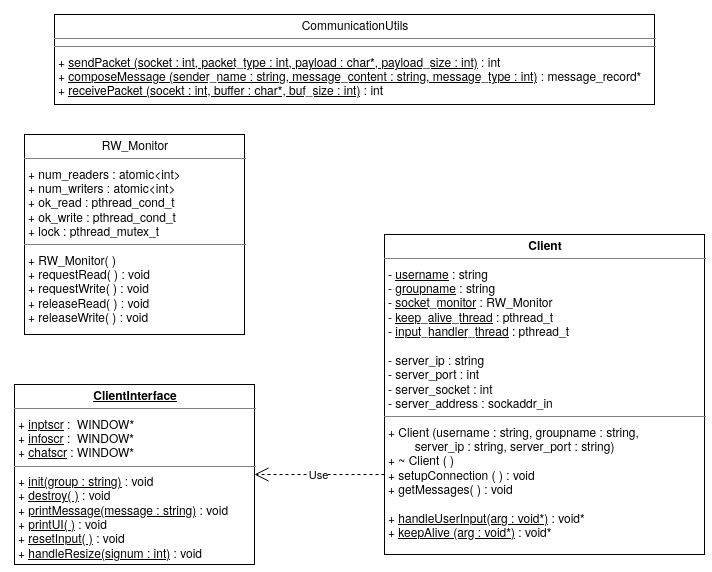 CommunicationUtils
+ sendPacket (socket : int, packet_type : int, payload : char*, payload_size : int) : int
+ composeMessage (sender_name : string, message_content : string, message_type : int) : message_record*
+ receivePacket (socekt : int, buffer : char*, buf_size : int) : int
RW_Monitor
+ num_readers : atomic<int>
+ num_writers : atomic<int>
+ ok_read : pthread_cond_t
+ ok_write : pthread_cond_t
+ lock : pthread_mutex_t
+ RW_Monitor( )
+ requestRead( ) : void
+ requestWrite( ) : void
+ releaseRead( ) : void
+ releaseWrite( ) : void
Client
- username : string
- groupname : string
- socket_monitor : RW_Monitor
- keep_alive_thread : pthread_t
- input_handler_thread : pthread_t
- server_ip : string
- server_port : int
- server_socket : int
- server_address : sockaddr_in
+ Client (username : string, groupname : string,
server_ip : string, server_port : string)
+ ~ Client ( )
+ setupConnection ( ) : void
+ getMessages( ) : void
+ handleUserInput(arg : void*) : void*
+ keepAlive (arg : void*) : void*
ClientInterface
+ inptscr :  WINDOW*
+ infoscr :  WINDOW*
+ chatscr : WINDOW*
+ init(group : string) : void
+ destroy( ) : void
+ printMessage(message : string) : void
+ printUI( ) : void
+ resetInput( ) : void
+ handleResize(signum : int) : void
Use